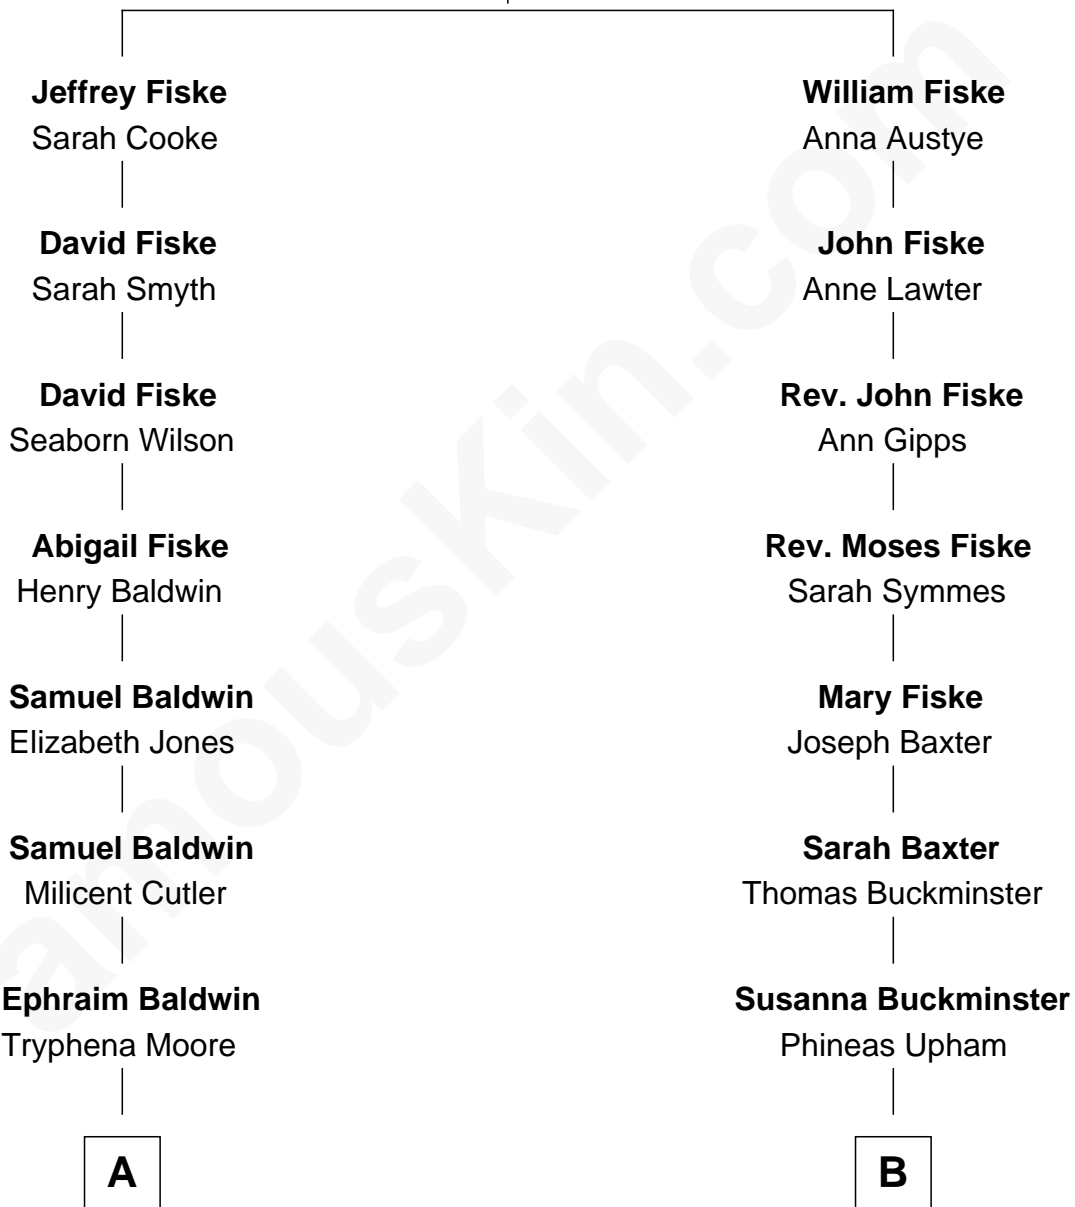 Jeffrey Fiske
Sarah Cooke
David Fiske
Sarah Smyth
David Fiske
Seaborn Wilson
Abigail Fiske
Henry Baldwin
Samuel Baldwin
Elizabeth Jones
Samuel Baldwin
Milicent Cutler
Ephraim Baldwin
Tryphena Moore
A
William Fiske
Anna Austye
John Fiske
Anne Lawter
Rev. John Fiske
Ann Gipps
Rev. Moses Fiske
Sarah Symmes
Mary Fiske
Joseph Baxter
Sarah Baxter
Thomas Buckminster
Susanna Buckminster
Phineas Upham
B
amousKin.com